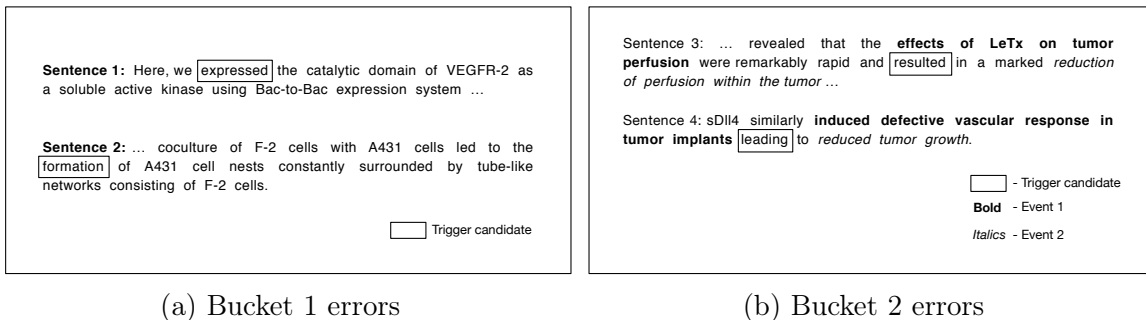 Sentence 1: Here, we expressed the catalytic domain of VEGFR-2 as
a soluble active kinase using Bac-to-Bac expression system ...
Sentence 2: ... coculture of F-2 cells with A431 cells led to the
formation of A431 cell nests constantly surrounded by tube-like
networks consisting of F-2 cells.
Trigger candidate
(a) Bucket 1 errors
Sentence 3: ... revealed that the effects of LeTx on tumor
perfusion were remarkably rapid and resulted in a marked reduction
of perfusion within the tumor ...
Sentence 4: sDll4 similarly induced defective vascular response in
tumor implants leading to reduced tumor growth.
- Trigger candidate
Bold - Event 1
Italics - Event 2
(b) Bucket 2 errors